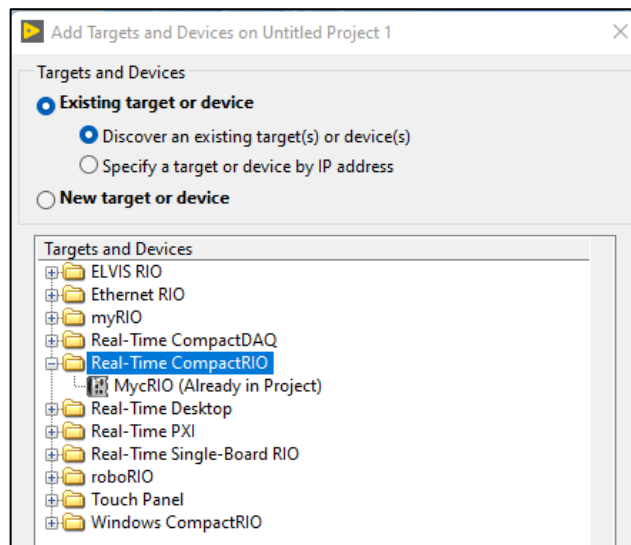 Add Targets and Devices on Untitled Project 1
Targets and Devices
Existing target or device
Discover an existing target(s) or device(s)
Specify a target or device by IP address
New target or device
Targets and Devices
ELVIS RIO
Ethernet RIO
myRIO
Real-Time CompactDAQ
Real-Time CompactRIO
MycRIO (Already in Project)
Real-Time Desktop
Real-Time PXI
Real-Time Single-Board RIO
roboRIO
Touch Panel
Windows CompactRIO